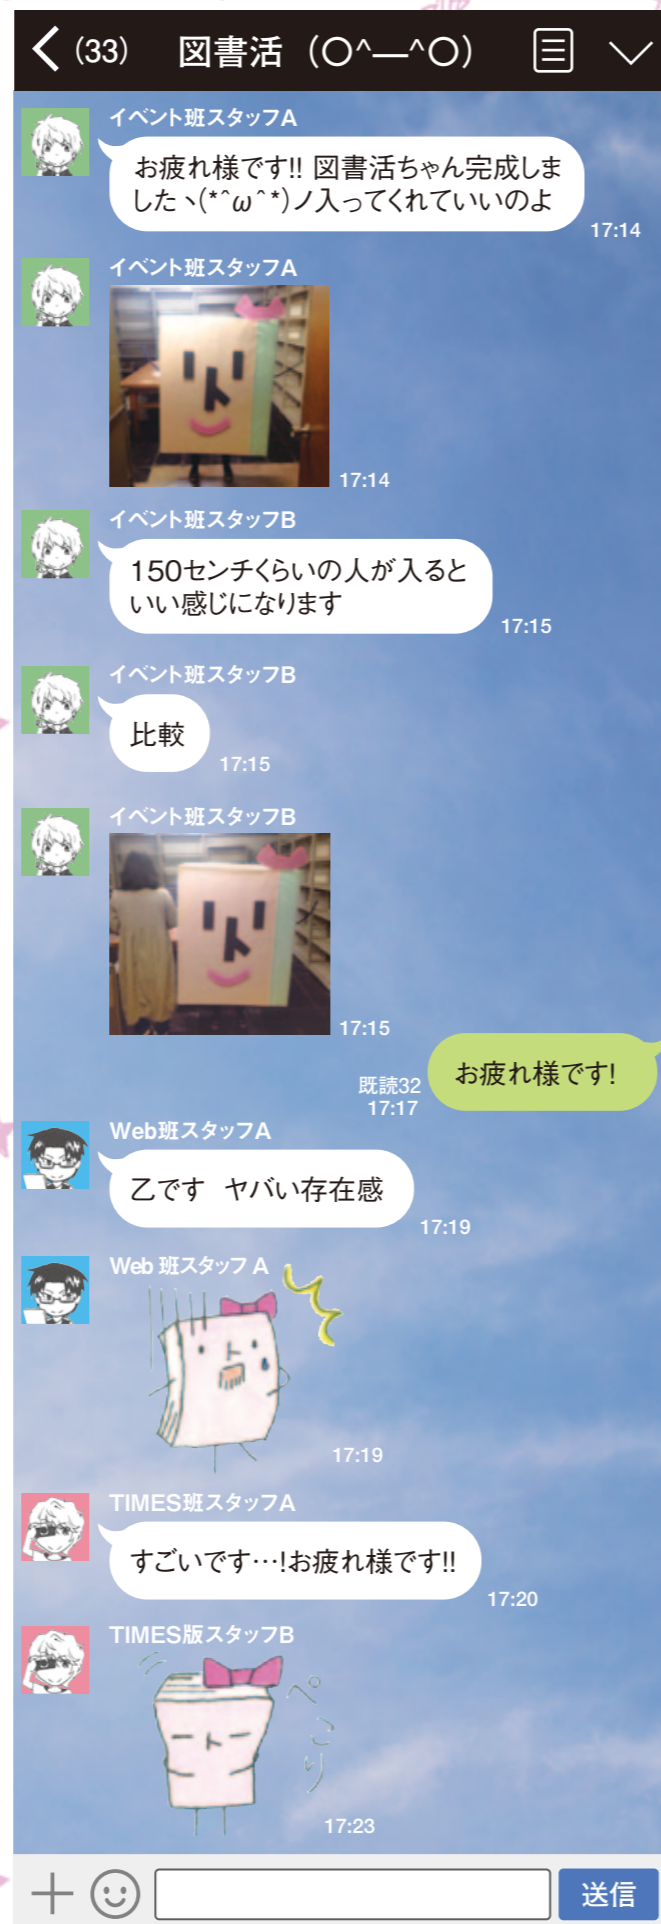 (33) 図書活 (〇^―^〇)
イベント班スタッフA
お疲れ様です!! 図書活ちゃん完成しま
したヽ(*^ω^*)ノ入ってくれていいのよ
17:14
イベント班スタッフA
ト
17:14
イベント班スタッフB
150センチくらいの人が入ると
いい感じになります
17:15
イベント班スタッフB
比較
17:15
イベント班スタッフB
ト
17:15
お疲れ様です!
既読32
17:17
Web班スタッフA
乙です ヤバい存在感
17:19
Web 班スタッフ A
ト
17:19
TIMES班スタッフA
すごいです…!お疲れ様です!!
17:20
TIMES版スタッフB
ト
ぺこり
17:23
送信